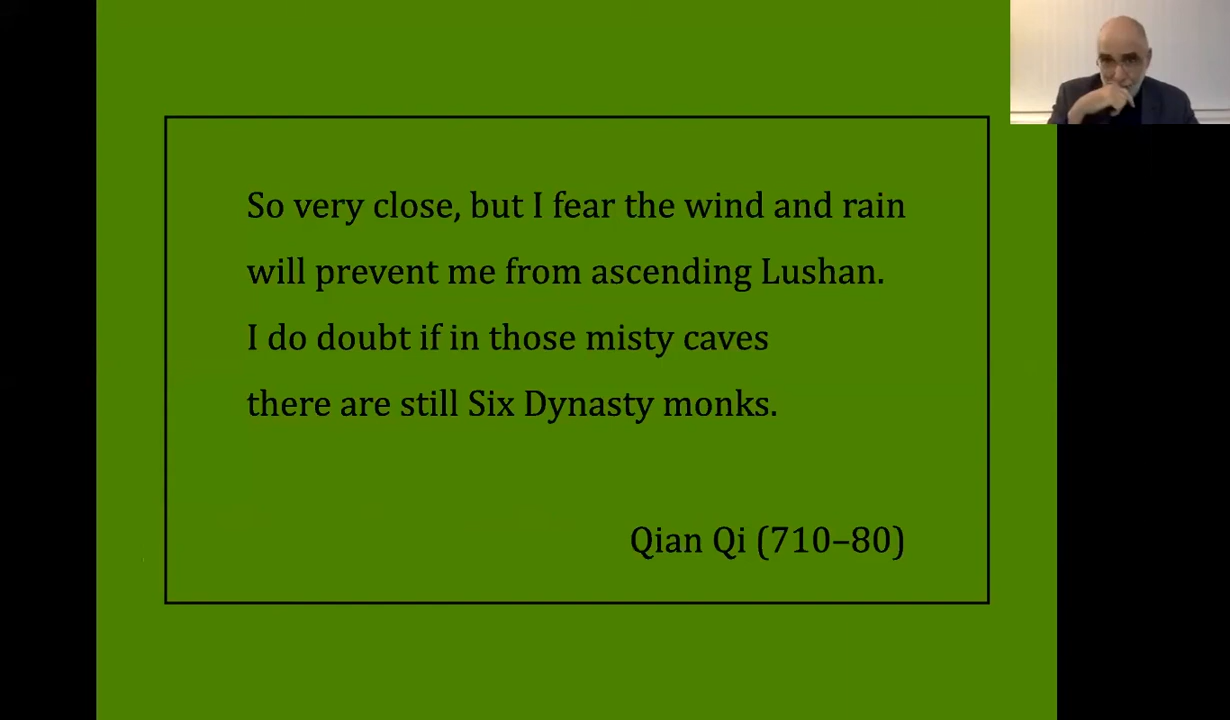 So very close, but I fear the wind and rain
will prevent me from ascending Lushan.
I do doubt if in those misty caves
there are still Six Dynasty monks.
Qian Qi (710–80)